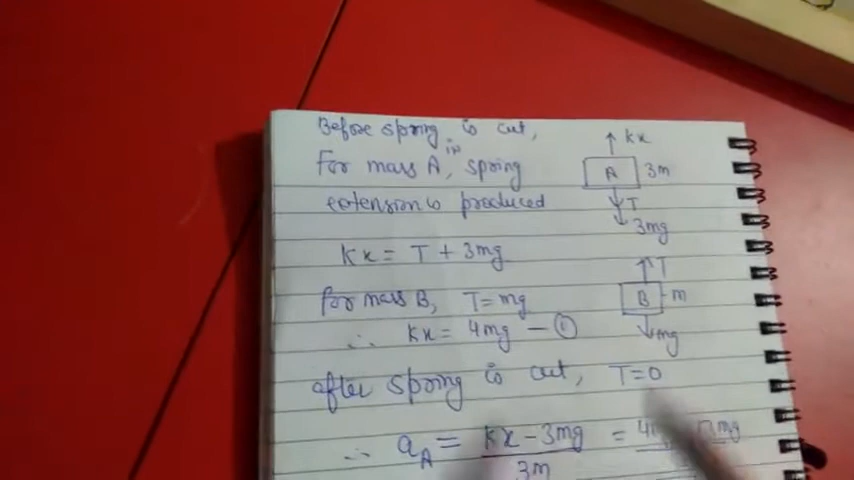 Before spring is cut,
For mass A, in spring
extension is produced
kx = T + 3mg
for mass B, T = mg
∴ kx = 4mg — ①
after spring is cut, T = 0
∴ a_A = kx - 3mg / 3m =
kx
A 3m
T
3mg
T
B m
mg